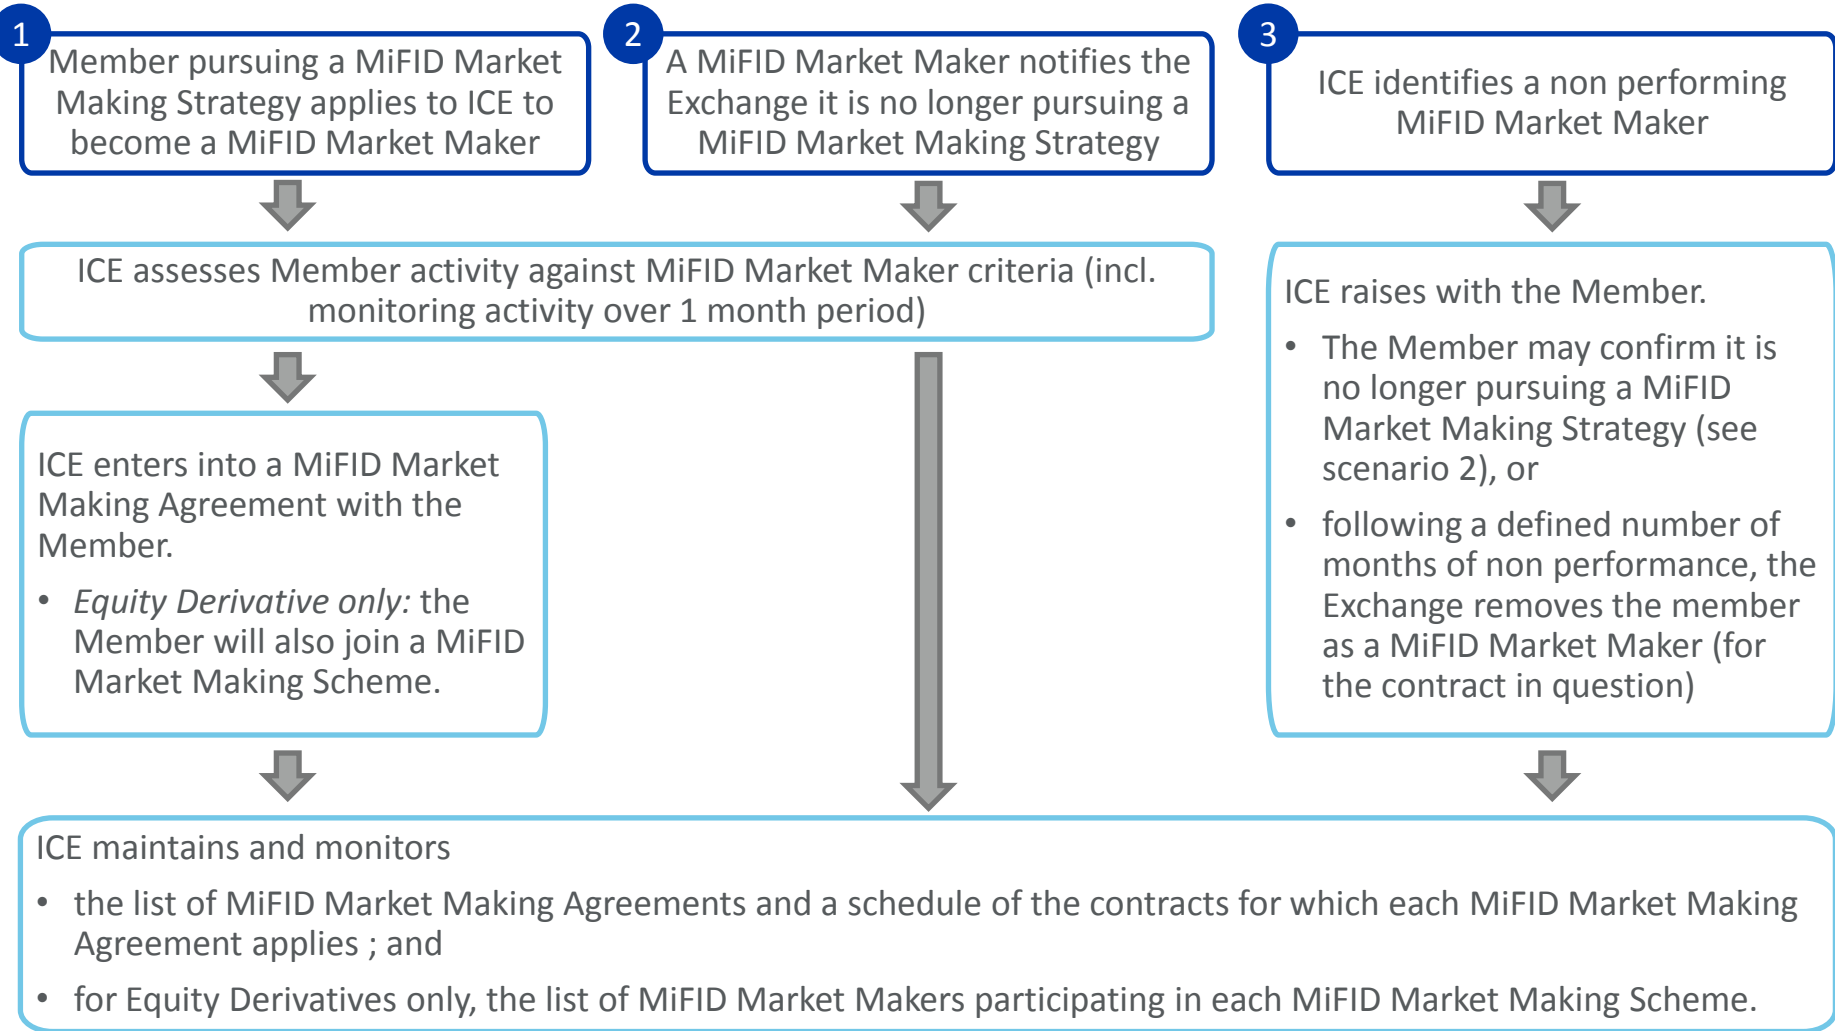 1
Member pursuing a MiFID Market
Making Strategy applies to ICE to
become a MiFID Market Maker
2
A MiFID Market Maker notifies the
Exchange it is no longer pursuing a
MiFID Market Making Strategy
3
ICE identifies a non performing
MiFID Market Maker
ICE assesses Member activity against MiFID Market Maker criteria (incl.
monitoring activity over 1 month period)
ICE enters into a MiFID Market
Making Agreement with the
Member.
• Equity Derivative only: the
Member will also join a MiFID
Market Making Scheme.
ICE raises with the Member.
• The Member may confirm it is
no longer pursuing a MiFID
Market Making Strategy (see
scenario 2), or
• following a defined number of
months of non performance, the
Exchange removes the member
as a MiFID Market Maker (for
the contract in question)
ICE maintains and monitors
• the list of MiFID Market Making Agreements and a schedule of the contracts for which each MiFID Market Making
Agreement applies ; and
• for Equity Derivatives only, the list of MiFID Market Makers participating in each MiFID Market Making Scheme.